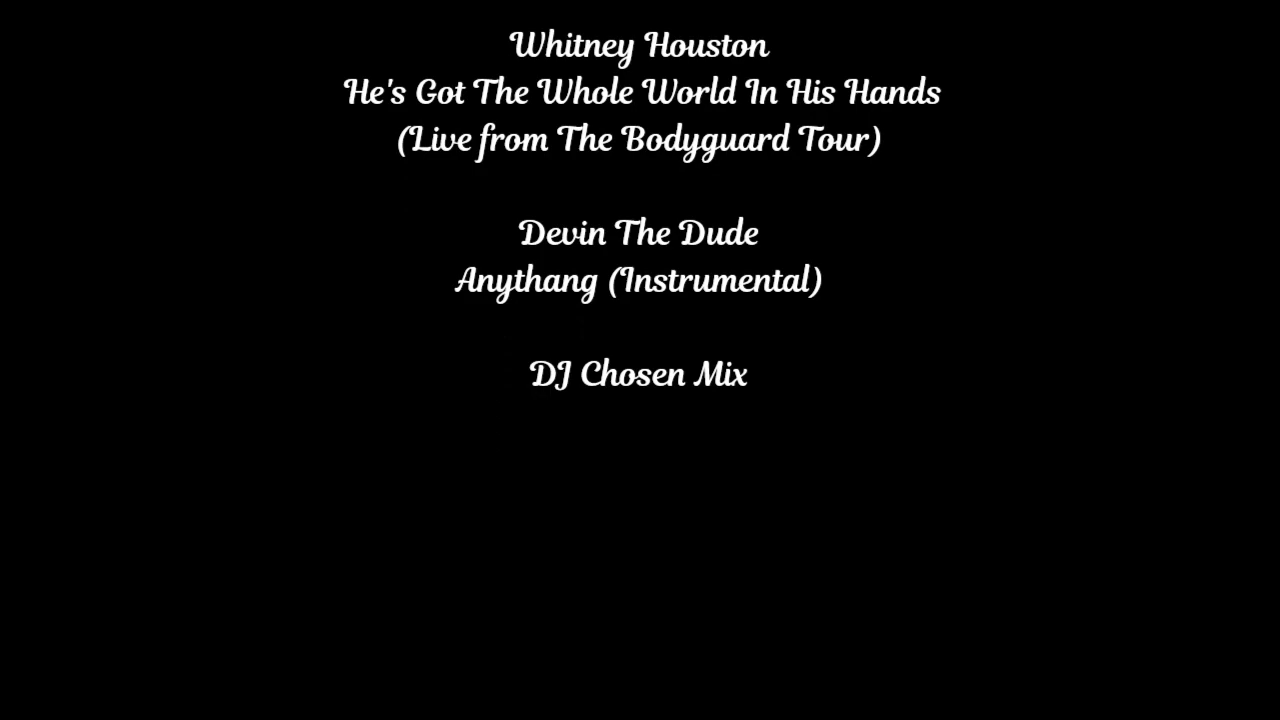 Whitney Houston
He's Got The Whole World In His Hands
(Live from The Bodyguard Tour)
Devin The Dude
Anythang (Instrumental)
DJ Chosen Mix